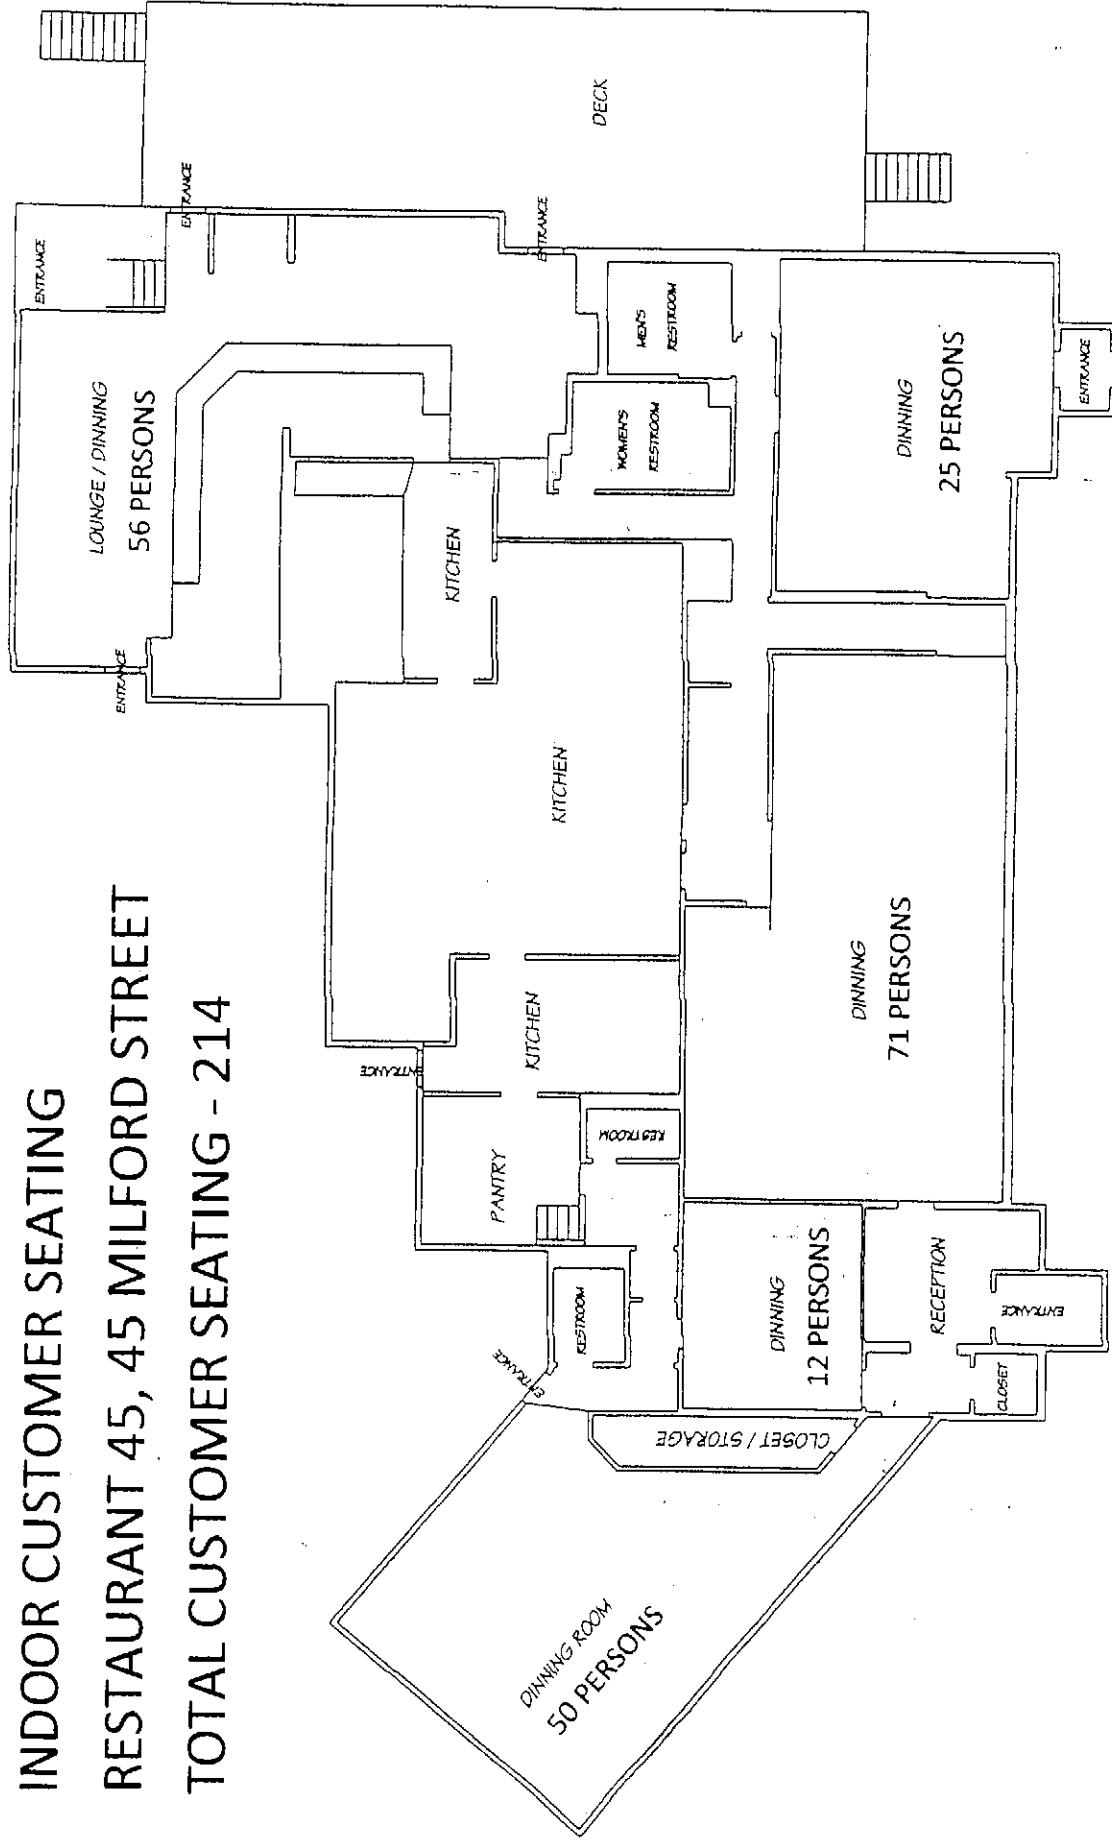 INDOOR CUSTOMER SEATING
RESTAURANT 45, 45 MILFORD STREET
TOTAL CUSTOMER SEATING - 214
ENTRANCE
LOUNGE / DINNING
56 PERSONS
ENTRANCE
ENTRANCE
DECK
ENTRANCE
MEN'S
RESTROOM
WOMEN'S
RESTROOM
KITCHEN
KITCHEN
KITCHEN
ENTRANCE
PANTRY
RESTROOM
RESTROOM
ENTRANCE
DINNING
25 PERSONS
ENTRANCE
DINNING
71 PERSONS
DINNING
12 PERSONS
RECEPTION
ENTRANCE
CLOSET
CLOSET / STORAGE
DINNING ROOM
50 PERSONS